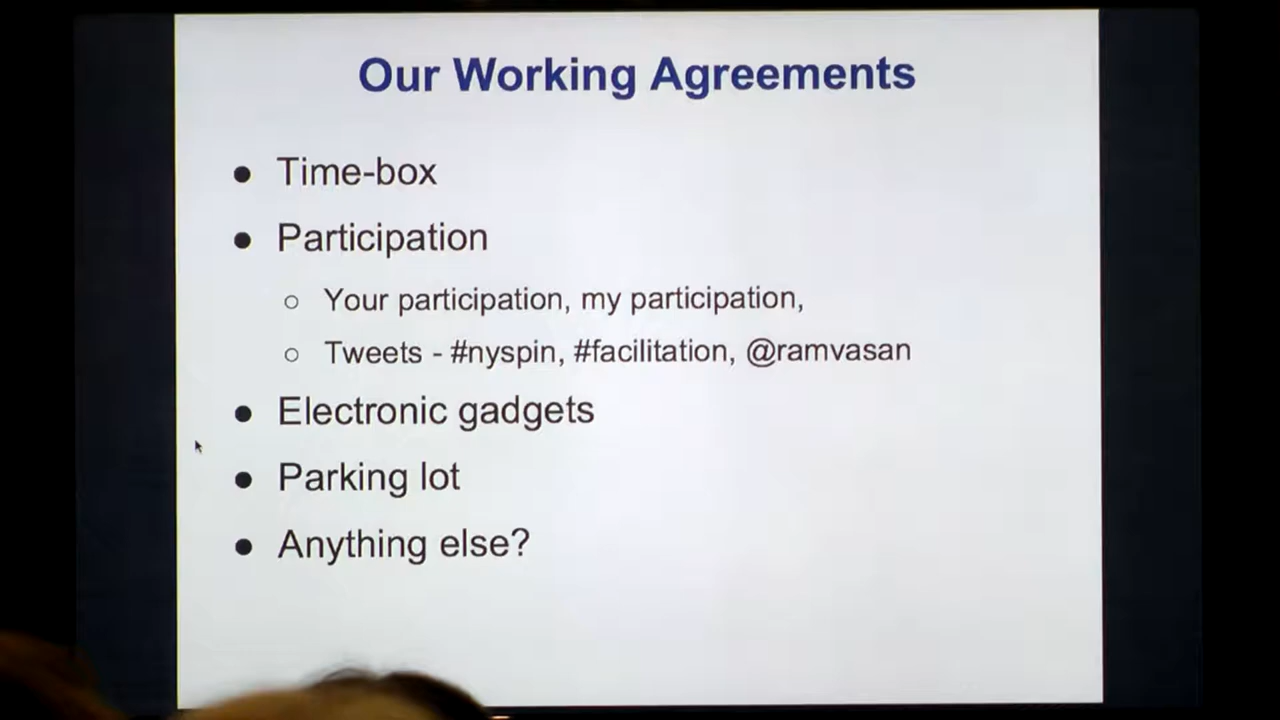 Our Working Agreements
● Time-box
● Participation
○ Your participation, my participation,
○ Tweets - #nyspin, #facilitation, @ramvasan
● Electronic gadgets
● Parking lot
● Anything else?